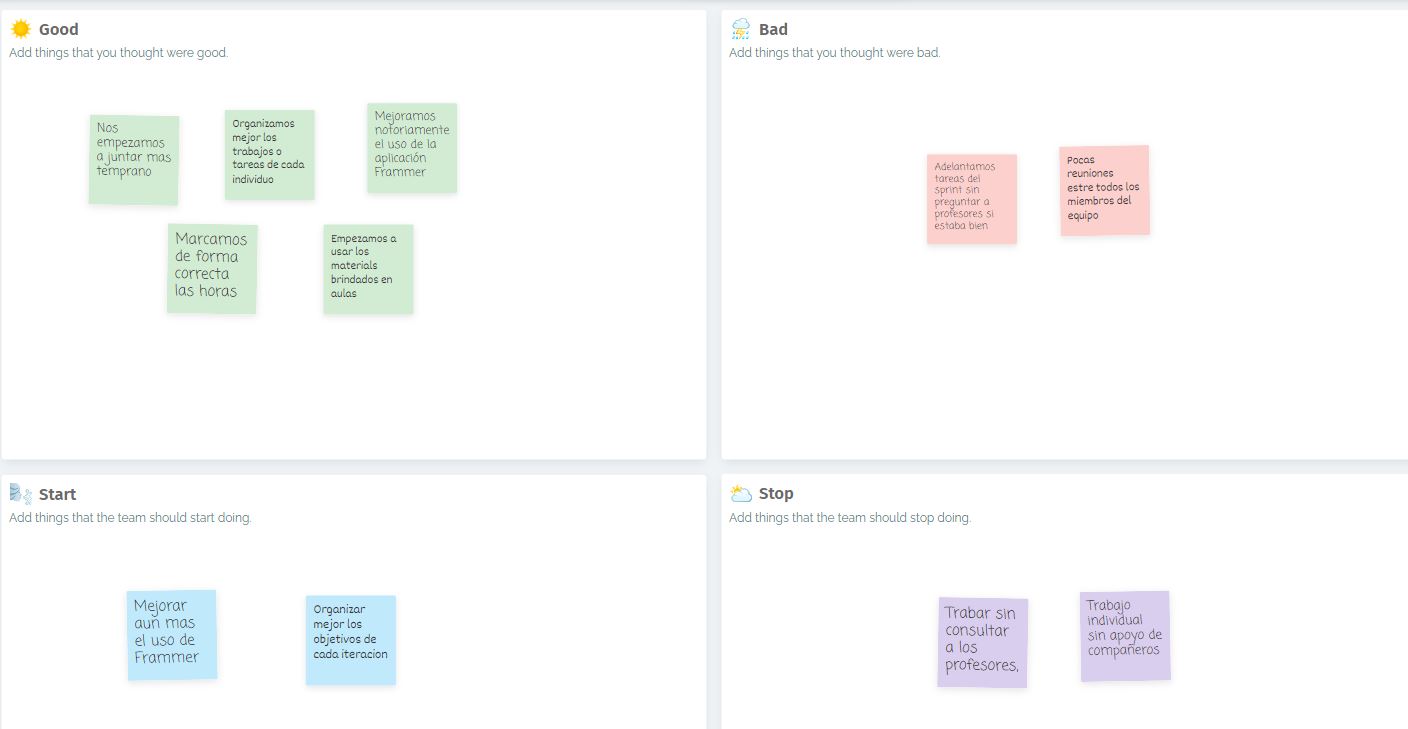 Good
Add things that you thought were good.
Nos
empezamos
a juntar mas
temprano
Organizamos
mejor los
trabajos o
tareas de cada
individuo
Mejoramos
notoriamente
el uso de la
aplicación
Frammer
Marcamos
de forma
correcta
las horas
Empezamos a
usar los
materials
brindados en
aulas
Bad
Add things that you thought were bad.
Adelantamos
tareas del
sprint sin
preguntar a
profesores si
estaba bien
Pocas
reuniones
estre todos los
miembros del
equipo
Start
Add things that the team should start doing.
Mejorar
aun mas
el uso de
Frammer
Organizar
mejor los
objetivos de
cada iteracion
Stop
Add things that the team should stop doing.
Trabar sin
consultar
a los
profesores,
Trabajo
individual
sin apoyo de
compañeros